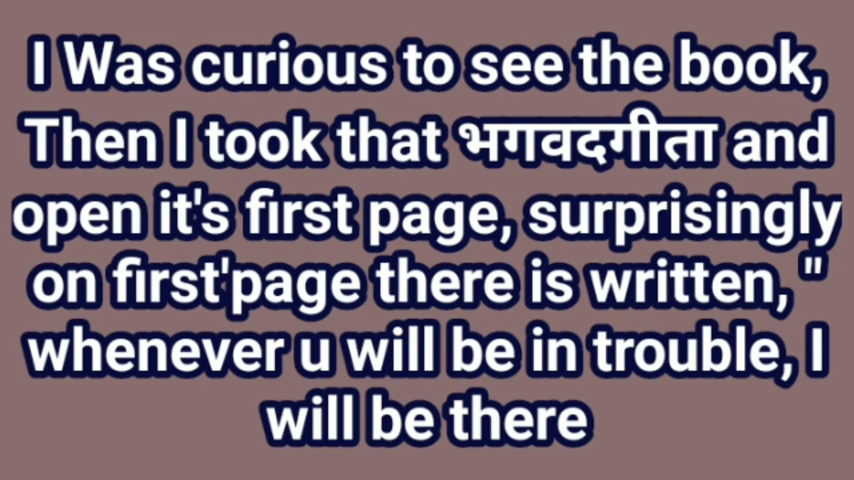 I Was curious to see the book,
Then I took that भगवदगीता and
open it's first page, surprisingly
on first'page there is written, "
whenever u will be in trouble, I
will be there